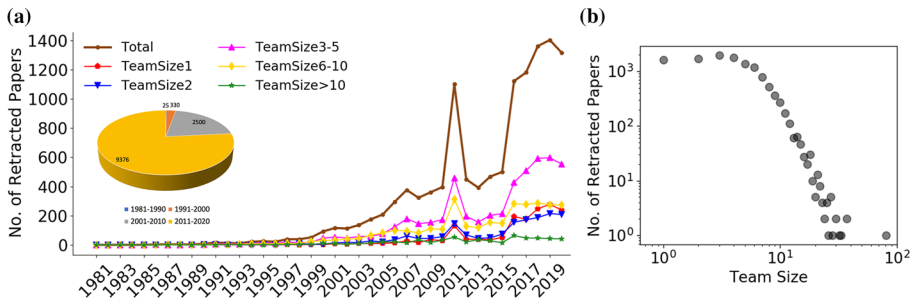 (a)
No. of Retracted Papers
1400
1200
1000
800
600
400
200
0
Total
TeamSize1
TeamSize2
TeamSize3-5
TeamSize6-10
TeamSize>10
25 330
2500
9376
1981-1990 1991-2000
2001-2010 2011-2020
1981 1983 1985 1987 1989 1991 1993 1995 1997 1999 2001 2003 2005 2007 2009 2011 2013 2015 2017 2019
(b)
No. of Retracted Papers
10³
10²
10¹
10⁰
10⁰ 10¹ 10²
Team Size